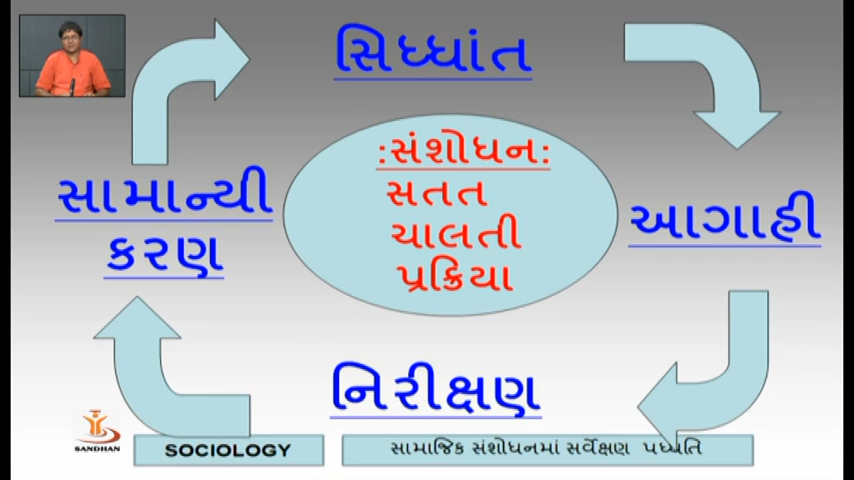 સિધ્ધાંત
:સંશોધન:
સતત
ચાલતી
પ્રક્રિયા
સામાન્યી
કરણ
આગાહી
નિરીક્ષણ
SANDHAN
SOCIOLOGY
સામાજિક સંશોધનમાં સર્વેક્ષણ પધ્ધતિ